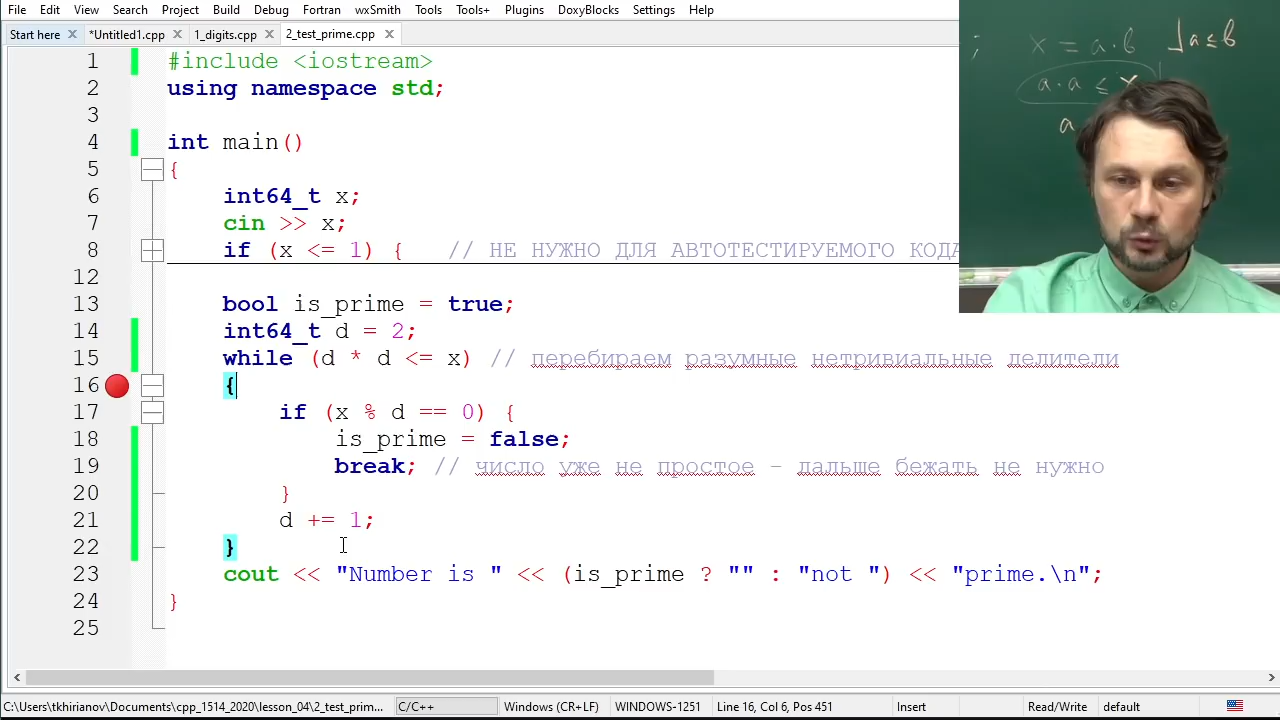 File Edit View Search Project Build Debug Fortran wxSmith Tools Tools+ Plugins DoxyBlocks Settings Help
Start here *Untitled1.cpp 1_digits.cpp 2_test_prime.cpp
1 #include <iostream>
2 using namespace std;
3
4 int main()
5 {
6 int64_t x;
7 cin >> x;
8 if (x <= 1) { // НЕ НУЖНО ДЛЯ АВТОТЕСТИРУЕМОГО КОДА
12
13 bool is_prime = true;
14 int64_t d = 2;
15 while (d * d <= x) // перебираем разумные нетривиальные делители
16 {
17 if (x % d == 0) {
18 is_prime = false;
19 break; // число уже не простое - дальше бежать не нужно
20 }
21 d += 1;
22 }
23 cout << "Number is " << (is_prime ? "" : "not ") << "prime.\n";
24 }
25
; x = a·b ⅃a≤b
a·a ≤ x
a
C:\Users\tkhirianov\Documents\cpp_1514_2020\lesson_04\2_test_prim... C/C++ Windows (CR+LF) WINDOWS-1251 Line 16, Col 6, Pos 451 Insert Read/Write default